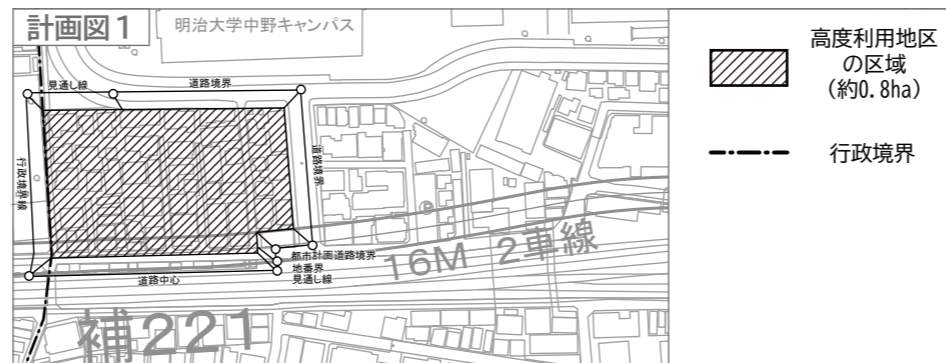 計画図1
明治大学中野キャンパス
見通し線
道路境界
行政境界線
道路境界
都市計画道路境界
地番界
見通し線
道路中心
16M 2車線
補221
高度利用地区
の区域
(約0.8ha)
行政境界